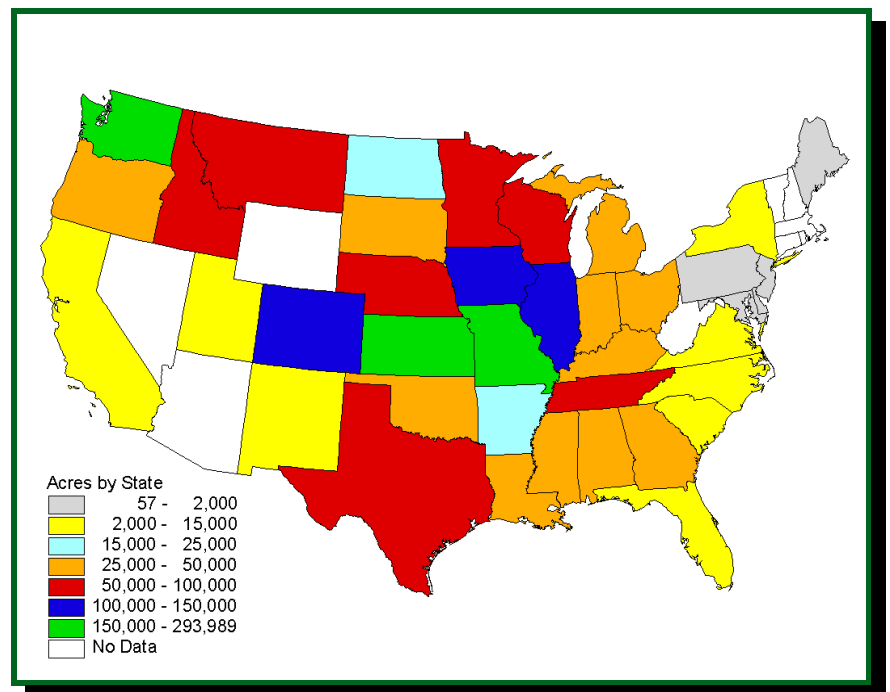 Acres by State
57 - 2,000
2,000 - 15,000
15,000 - 25,000
25,000 - 50,000
50,000 - 100,000
100,000 - 150,000
150,000 - 293,989
No Data